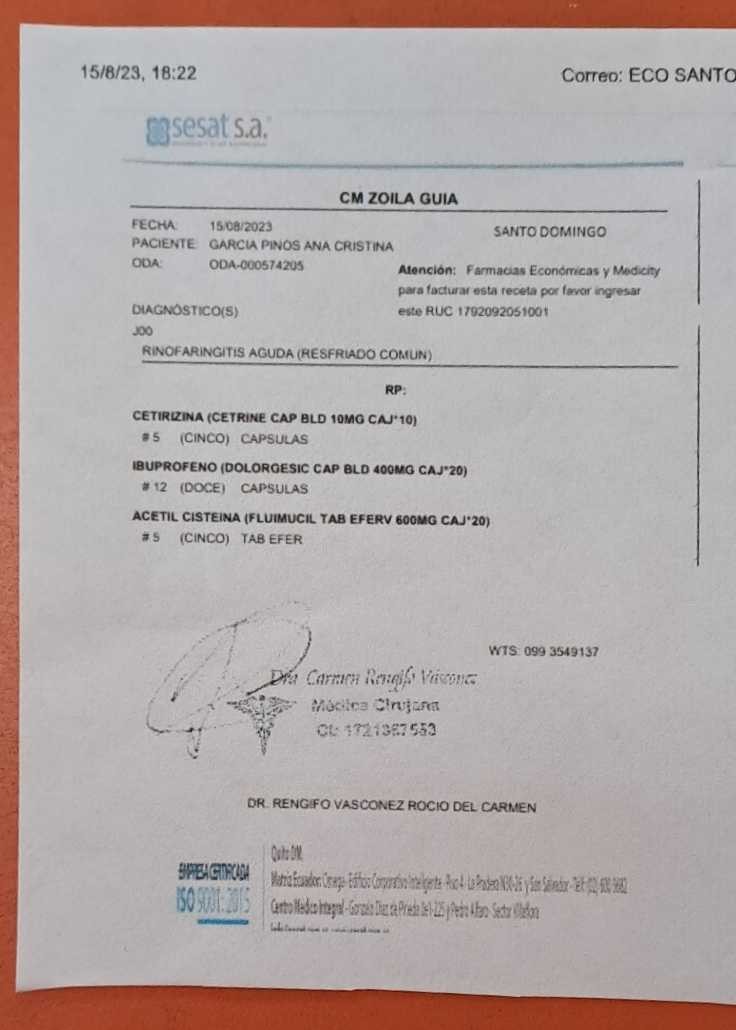 15/8/23, 18:22
Correo: ECO SANTO
sesat s.a.
CM ZOILA GUIA
FECHA: 15/08/2023
SANTO DOMINGO
PACIENTE: GARCIA PINOS ANA CRISTINA
ODA: ODA-000574205
Atención: Farmacias Económicas y Medicity
para facturar esta receta por favor ingresar
este RUC 1792092051001
DIAGNÓSTICO(S)
J00
RINOFARINGITIS AGUDA (RESFRIADO COMUN)
RP:
CETIRIZINA (CETRINE CAP BLD 10MG CAJ*10)
# 5 (CINCO) CAPSULAS
IBUPROFENO (DOLORGESIC CAP BLD 400MG CAJ*20)
# 12 (DOCE) CAPSULAS
ACETIL CISTEINA (FLUIMUCIL TAB EFERV 600MG CAJ*20)
# 5 (CINCO) TAB EFER
WTS: 099 3549137
Dra. Carmen Rengifo Vásconez
Médica Cirujana
CI: 1721367553
DR. RENGIFO VASCONEZ ROCIO DEL CARMEN
EMPRESA CERTIFICADA
ISO 9001:2015
Quito DM.
Matriz Ecuador: Omega- Edificio Corporativo Inteligente - Piso 4 - La Pradera N30-26 y San Salvador - Telf: (02) 600 9682
Centro Médico Integral - Gonzalo Díaz de Pineda Oe1-225 y Pedro Alfaro- Sector Villaflora